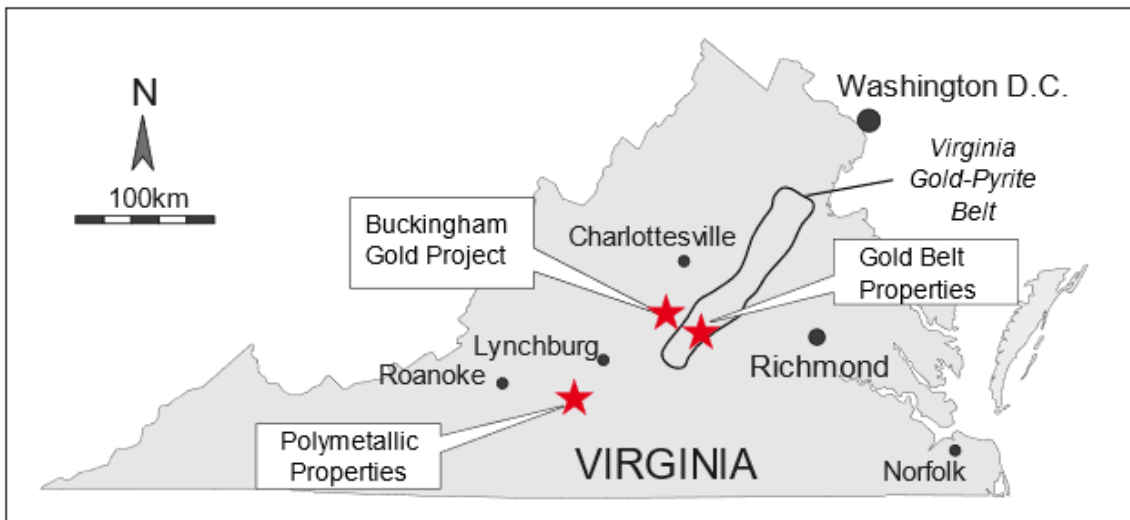 N
100km
Washington D.C.
Virginia
Gold-Pyrite
Belt
Buckingham
Gold Project
Charlottesville
Gold Belt
Properties
Lynchburg
Roanoke
Richmond
Polymetallic
Properties
VIRGINIA
Norfolk